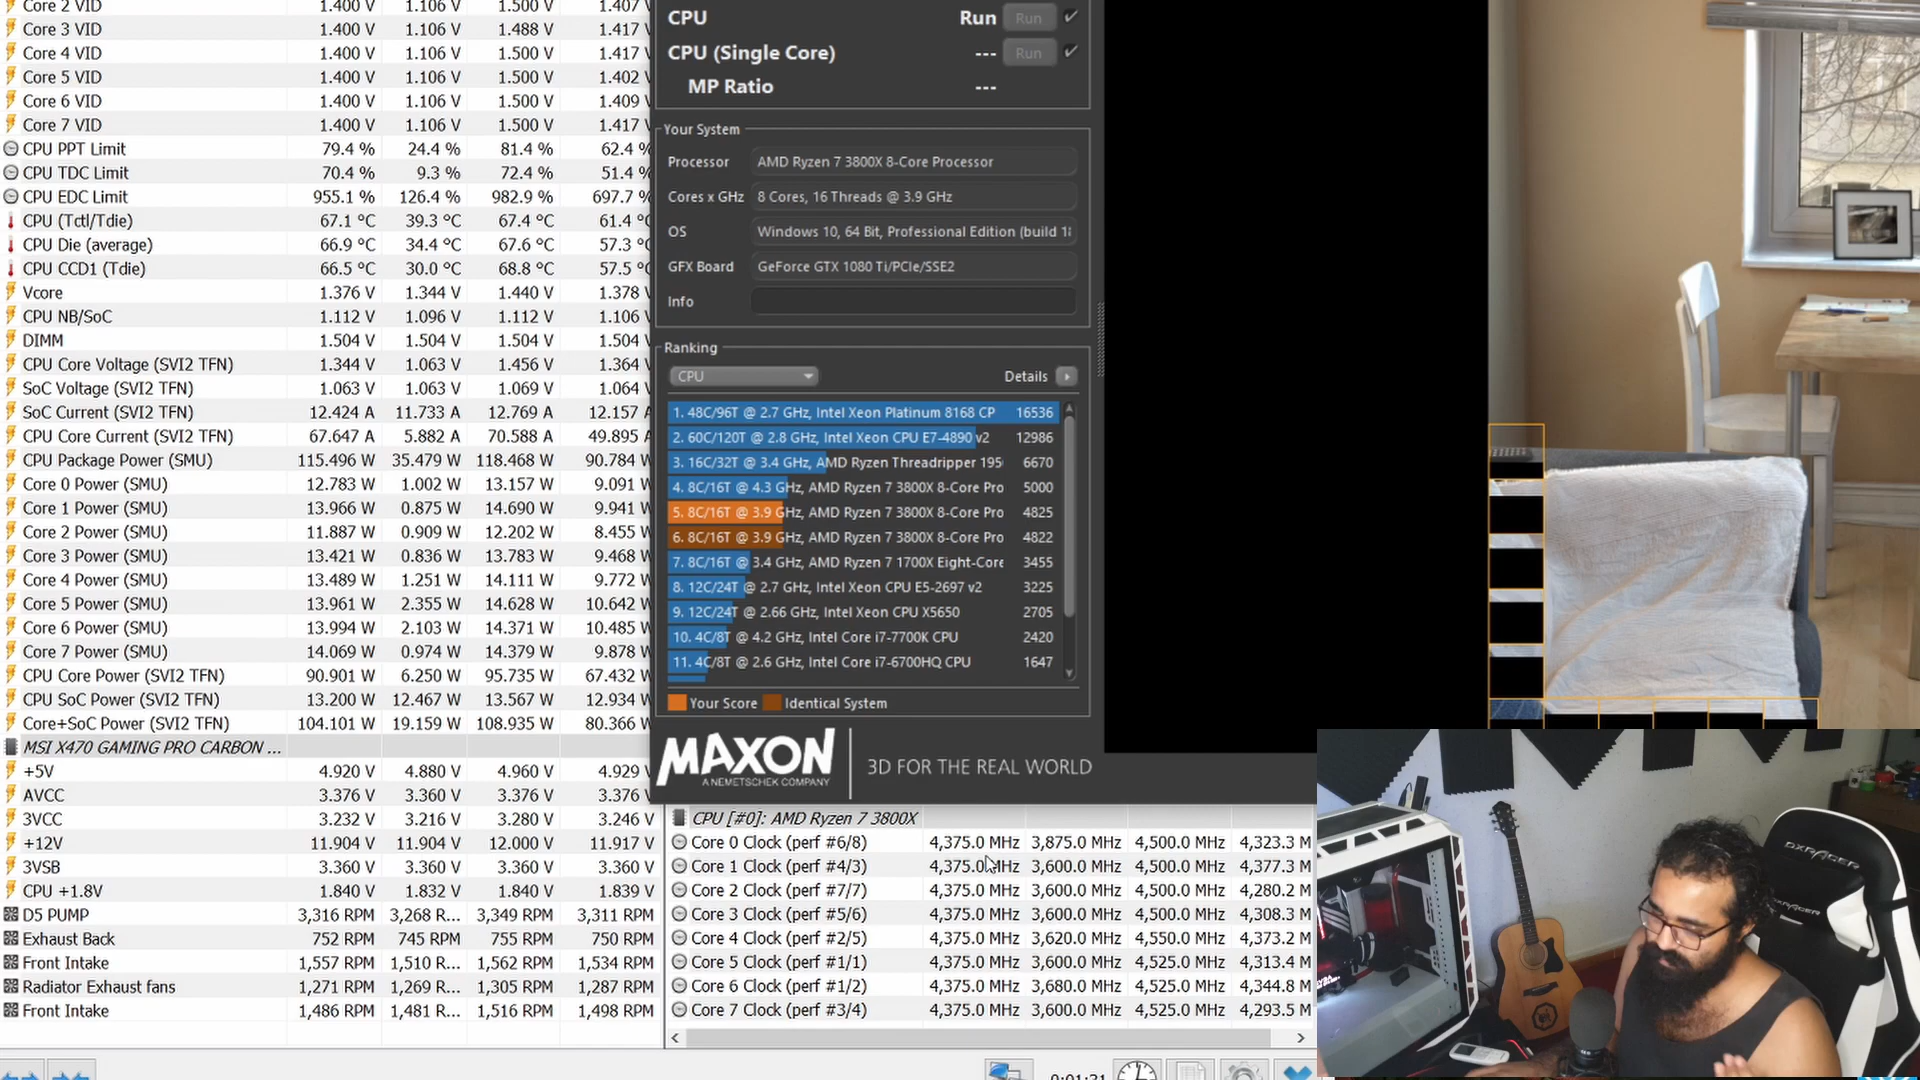 Core 2 VID 1.400 V 1.106 V 1.500 V 1.407
Core 3 VID 1.400 V 1.106 V 1.488 V 1.417
Core 4 VID 1.400 V 1.106 V 1.500 V 1.417
Core 5 VID 1.400 V 1.106 V 1.500 V 1.402
Core 6 VID 1.400 V 1.106 V 1.500 V 1.409
Core 7 VID 1.400 V 1.106 V 1.500 V 1.417
CPU PPT Limit 79.4 % 24.4 % 81.4 % 62.4 %
CPU TDC Limit 70.4 % 9.3 % 72.4 % 51.4 %
CPU EDC Limit 955.1 % 126.4 % 982.9 % 697.7 %
CPU (Tctl/Tdie) 67.1 °C 39.3 °C 67.4 °C 61.4 °C
CPU Die (average) 66.9 °C 34.4 °C 67.6 °C 57.3 °C
CPU CCD1 (Tdie) 66.5 °C 30.0 °C 68.8 °C 57.5 °C
Vcore 1.376 V 1.344 V 1.440 V 1.378 V
CPU NB/SoC 1.112 V 1.096 V 1.112 V 1.106 V
DIMM 1.504 V 1.504 V 1.504 V 1.504 V
CPU Core Voltage (SVI2 TFN) 1.344 V 1.063 V 1.456 V 1.364 V
SoC Voltage (SVI2 TFN) 1.063 V 1.063 V 1.069 V 1.064 V
SoC Current (SVI2 TFN) 12.424 A 11.733 A 12.769 A 12.157 A
CPU Core Current (SVI2 TFN) 67.647 A 5.882 A 70.588 A 49.895 A
CPU Package Power (SMU) 115.496 W 35.479 W 118.468 W 90.784 W
Core 0 Power (SMU) 12.783 W 1.002 W 13.157 W 9.091 W
Core 1 Power (SMU) 13.966 W 0.875 W 14.690 W 9.941 W
Core 2 Power (SMU) 11.887 W 0.909 W 12.202 W 8.455 W
Core 3 Power (SMU) 13.421 W 0.836 W 13.783 W 9.468 W
Core 4 Power (SMU) 13.489 W 1.251 W 14.111 W 9.772 W
Core 5 Power (SMU) 13.961 W 2.355 W 14.628 W 10.642 W
Core 6 Power (SMU) 13.994 W 2.103 W 14.371 W 10.485 W
Core 7 Power (SMU) 14.069 W 0.974 W 14.379 W 9.878 W
CPU Core Power (SVI2 TFN) 90.901 W 6.250 W 95.735 W 67.432 W
CPU SoC Power (SVI2 TFN) 13.200 W 12.467 W 13.567 W 12.934 W
Core+SoC Power (SVI2 TFN) 104.101 W 19.159 W 108.935 W 80.366 W
MSI X470 GAMING PRO CARBON ...
+5V 4.920 V 4.880 V 4.960 V 4.929 V
AVCC 3.376 V 3.360 V 3.376 V 3.376 V
3VCC 3.232 V 3.216 V 3.280 V 3.246 V
+12V 11.904 V 11.904 V 12.000 V 11.917 V
3VSB 3.360 V 3.360 V 3.360 V 3.360 V
CPU +1.8V 1.840 V 1.832 V 1.840 V 1.839 V
D5 PUMP 3,316 RPM 3,268 R... 3,349 RPM 3,311 RPM
Exhaust Back 752 RPM 745 RPM 755 RPM 750 RPM
Front Intake 1,557 RPM 1,510 R... 1,562 RPM 1,534 RPM
Radiator Exhaust fans 1,271 RPM 1,269 R... 1,305 RPM 1,287 RPM
Front Intake 1,486 RPM 1,481 R... 1,516 RPM 1,498 RPM
CPU Run Run
CPU (Single Core) --- Run
MP Ratio ---
Your System
Processor AMD Ryzen 7 3800X 8-Core Processor
Cores x GHz 8 Cores, 16 Threads @ 3.9 GHz
OS Windows 10, 64 Bit, Professional Edition (build 18
GFX Board GeForce GTX 1080 Ti/PCIe/SSE2
Info
Ranking
CPU Details
1. 48C/96T @ 2.7 GHz, Intel Xeon Platinum 8168 CP 16536
2. 60C/120T @ 2.8 GHz, Intel Xeon CPU E7-4890 v2 12986
3. 16C/32T @ 3.4 GHz, AMD Ryzen Threadripper 195 6670
4. 8C/16T @ 4.3 GHz, AMD Ryzen 7 3800X 8-Core Pro 5000
5. 8C/16T @ 3.9 GHz, AMD Ryzen 7 3800X 8-Core Pro 4825
6. 8C/16T @ 3.9 GHz, AMD Ryzen 7 3800X 8-Core Pro 4822
7. 8C/16T @ 3.4 GHz, AMD Ryzen 7 1700X Eight-Core 3455
8. 12C/24T @ 2.7 GHz, Intel Xeon CPU E5-2697 v2 3225
9. 12C/24T @ 2.66 GHz, Intel Xeon CPU X5650 2705
10. 4C/8T @ 4.2 GHz, Intel Core i7-7700K CPU 2420
11. 4C/8T @ 2.6 GHz, Intel Core i7-6700HQ CPU 1647
Your Score Identical System
MAXON
A NEMETSCHEK COMPANY
3D FOR THE REAL WORLD
CPU [#0]: AMD Ryzen 7 3800X
Core 0 Clock (perf #6/8) 4,375.0 MHz 3,875.0 MHz 4,500.0 MHz 4,323.3 M
Core 1 Clock (perf #4/3) 4,375.0 MHz 3,600.0 MHz 4,500.0 MHz 4,377.3 M
Core 2 Clock (perf #7/7) 4,375.0 MHz 3,600.0 MHz 4,500.0 MHz 4,280.2 M
Core 3 Clock (perf #5/6) 4,375.0 MHz 3,600.0 MHz 4,500.0 MHz 4,308.3 M
Core 4 Clock (perf #2/5) 4,375.0 MHz 3,620.0 MHz 4,550.0 MHz 4,373.2 M
Core 5 Clock (perf #1/1) 4,375.0 MHz 3,600.0 MHz 4,525.0 MHz 4,313.4 M
Core 6 Clock (perf #1/2) 4,375.0 MHz 3,680.0 MHz 4,525.0 MHz 4,344.8 M
Core 7 Clock (perf #3/4) 4,375.0 MHz 3,600.0 MHz 4,525.0 MHz 4,293.5 M
0:01:31
DXRACER
DXRACER